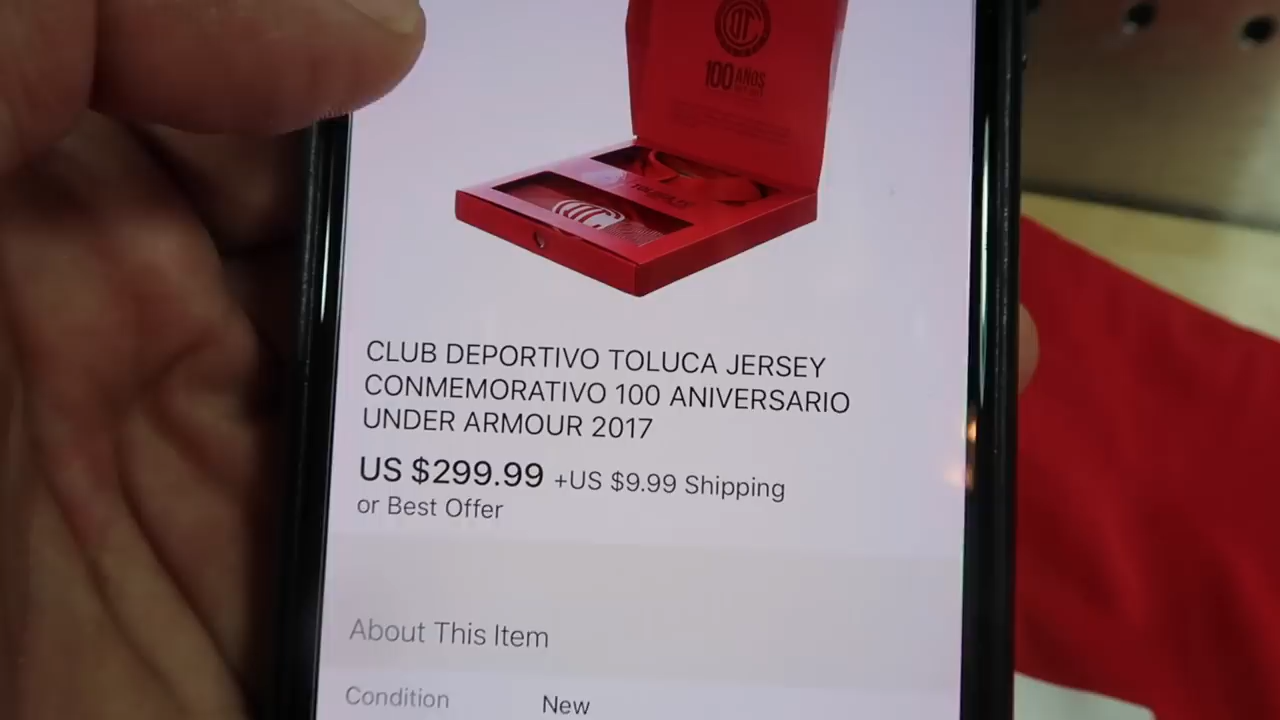 100 AÑOS
CLUB DEPORTIVO TOLUCA JERSEY
CONMEMORATIVO 100 ANIVERSARIO
UNDER ARMOUR 2017
US $299.99 +US $9.99 Shipping
or Best Offer
About This Item
Condition New